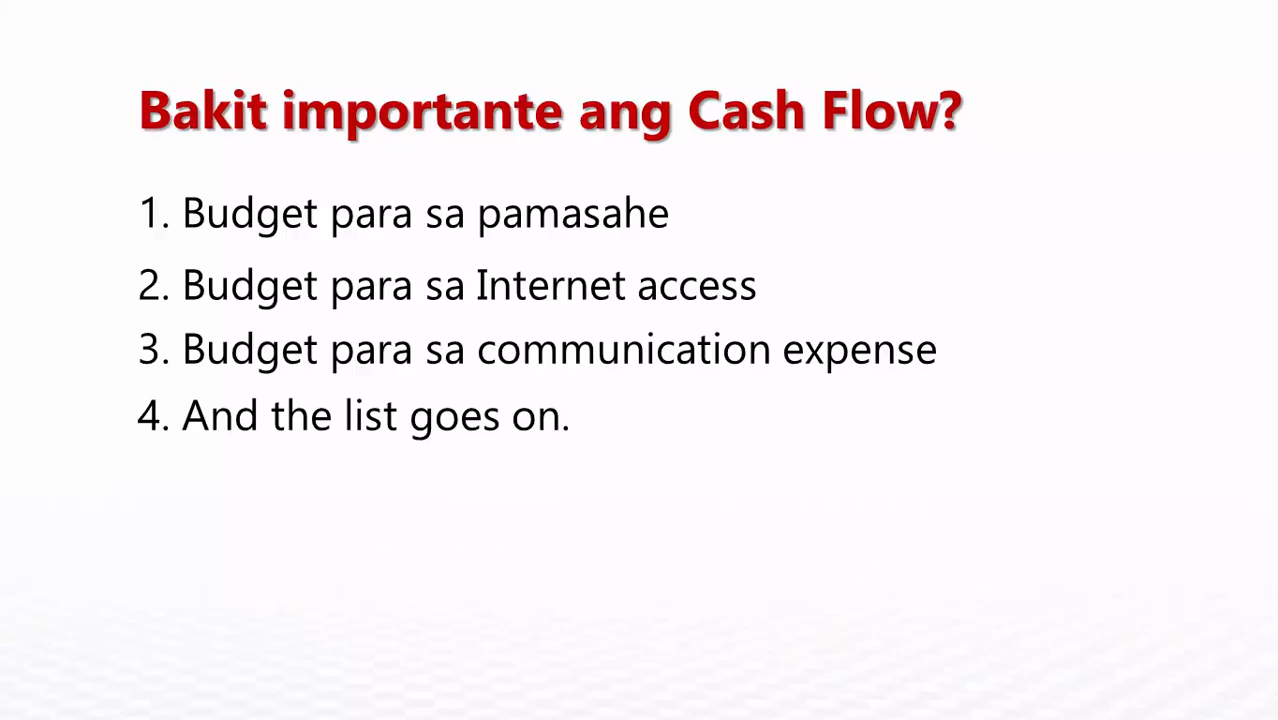 Bakit importante ang Cash Flow?
1. Budget para sa pamasahe
2. Budget para sa Internet access
3. Budget para sa communication expense
4. And the list goes on.